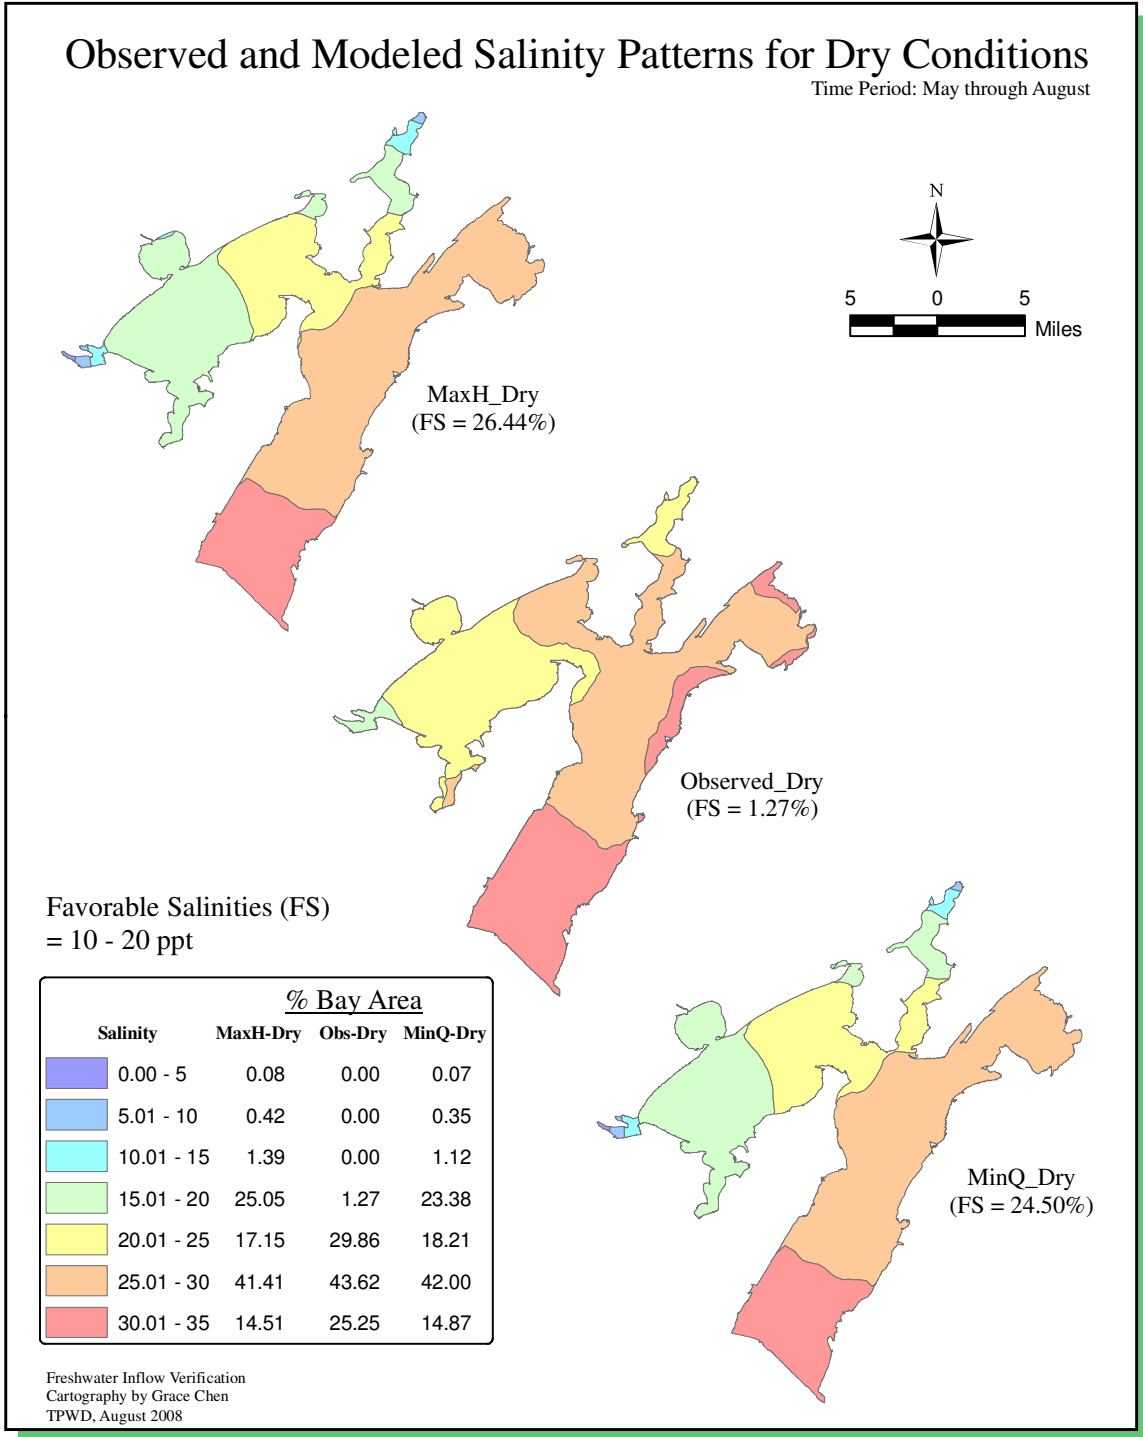 Observed and Modeled Salinity Patterns for Dry Conditions
Time Period: May through August
N
5 0 5
Miles
MaxH_Dry
(FS = 26.44%)
Observed_Dry
(FS = 1.27%)
Favorable Salinities (FS)
= 10 - 20 ppt
% Bay Area
Salinity MaxH-Dry Obs-Dry MinQ-Dry
0.00 - 5 0.08 0.00 0.07
5.01 - 10 0.42 0.00 0.35
10.01 - 15 1.39 0.00 1.12
15.01 - 20 25.05 1.27 23.38
20.01 - 25 17.15 29.86 18.21
25.01 - 30 41.41 43.62 42.00
30.01 - 35 14.51 25.25 14.87
MinQ_Dry
(FS = 24.50%)
Freshwater Inflow Verification
Cartography by Grace Chen
TPWD, August 2008